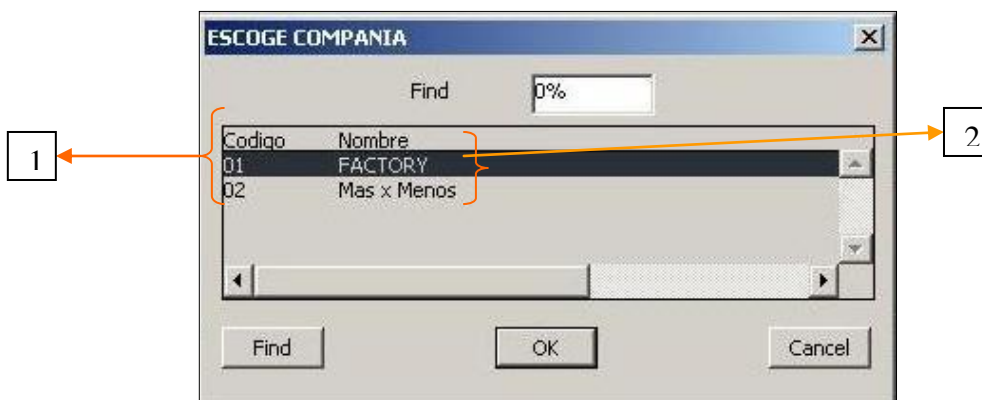 ESCOGE COMPANIA
Find 0%
Codigo Nombre
01 FACTORY
02 Mas x Menos
1
2
Find OK Cancel